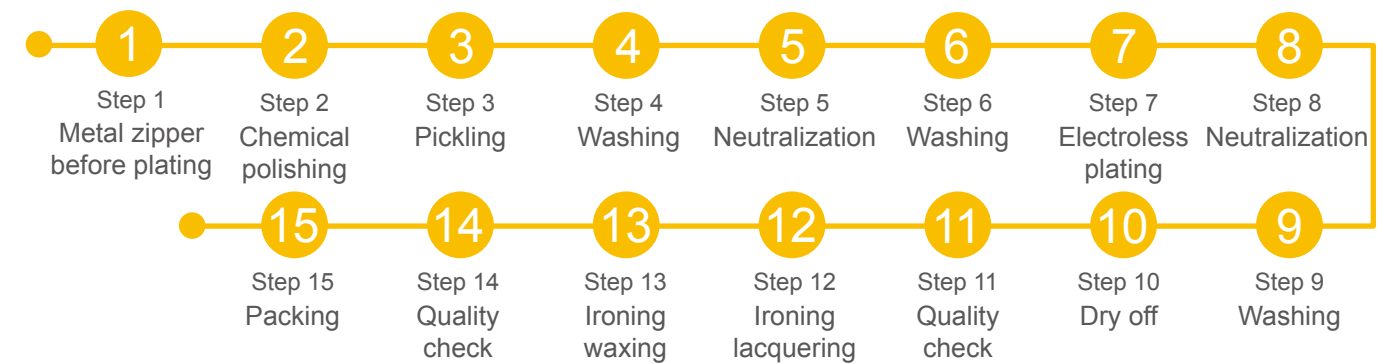 1 2 3 4 5 6 7 8
Step 1 Step 2 Step 3 Step 4 Step 5 Step 6 Step 7 Step 8
Metal zipper Chemical Pickling Washing Neutralization Washing Electroless Neutralization
before plating polishing plating
15 14 13 12 11 10 9
Step 15 Step 14 Step 13 Step 12 Step 11 Step 10 Step 9
Packing Quality Ironing Ironing Quality Dry off Washing
check waxing lacquering check